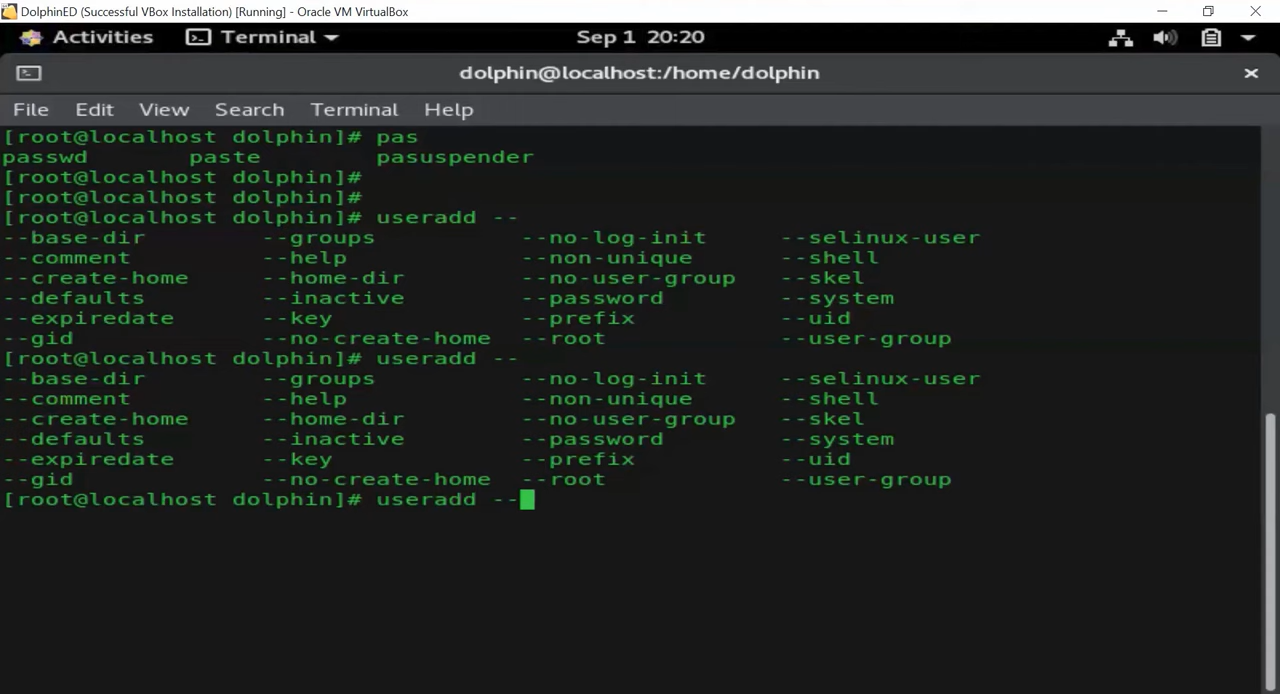 DolphinED (Successful VBox Installation) [Running] - Oracle VM VirtualBox
Activities Terminal Sep 1 20:20
dolphin@localhost:/home/dolphin
File Edit View Search Terminal Help
[root@localhost dolphin]# pas
passwd paste pasuspender
[root@localhost dolphin]#
[root@localhost dolphin]#
[root@localhost dolphin]# useradd --
--base-dir --groups --no-log-init --selinux-user
--comment --help --non-unique --shell
--create-home --home-dir --no-user-group --skel
--defaults --inactive --password --system
--expiredate --key --prefix --uid
--gid --no-create-home --root --user-group
[root@localhost dolphin]# useradd --
--base-dir --groups --no-log-init --selinux-user
--comment --help --non-unique --shell
--create-home --home-dir --no-user-group --skel
--defaults --inactive --password --system
--expiredate --key --prefix --uid
--gid --no-create-home --root --user-group
[root@localhost dolphin]# useradd --